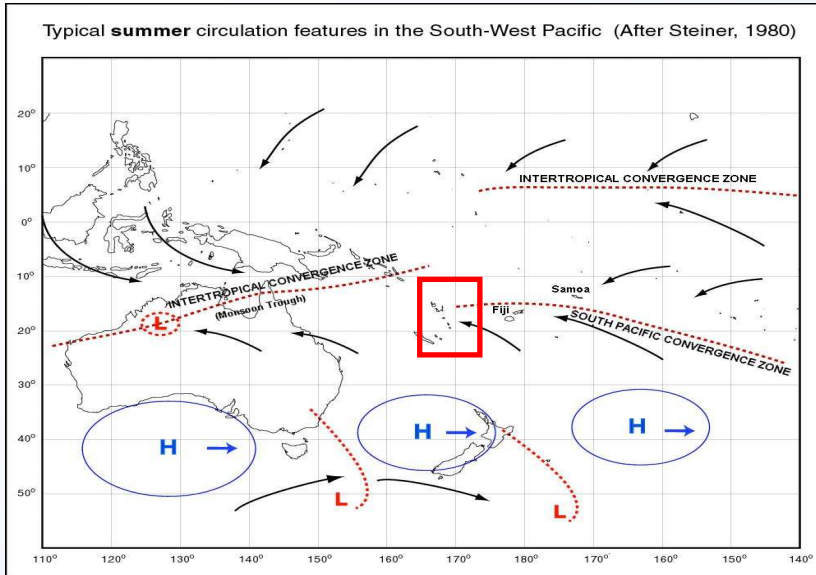 Typical summer circulation features in the South-West Pacific (After Steiner, 1980)
20°
10°
0°
10°
20°
30°
40°
50°
INTERTROPICAL CONVERGENCE ZONE
INTERTROPICAL CONVERGENCE ZONE
(Monsoon Trough)
Samoa
Fiji
SOUTH PACIFIC CONVERGENCE ZONE
L
H
H
H
L
L
110° 120° 130° 140° 150° 160° 170° 180° 170° 160° 150° 140°